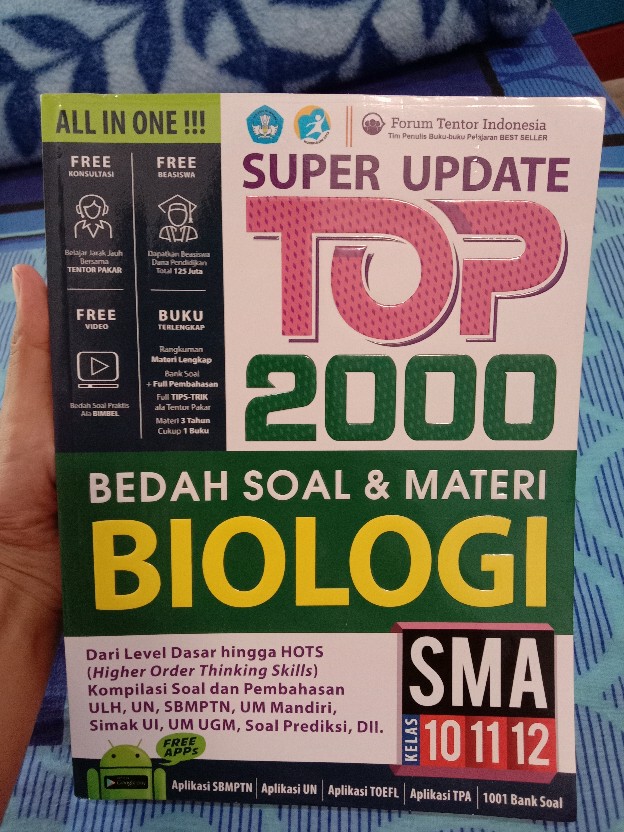 ALL IN ONE !!!
Forum Tentor Indonesia
Tim Penulis Buku-buku Pelajaran BEST SELLER
FREE
KONSULTASI
Belajar Jarak Jauh
Bersama
TENTOR PAKAR
FREE
BEASISWA
Dapatkan Beasiswa
Dana Pendidikan
Total 125 Juta
FREE
VIDEO
Bedah Soal Praktis
Ala BIMBEL
BUKU
TERLENGKAP
Rangkuman
Materi Lengkap
Bank Soal
+ Full Pembahasan
Full TIPS-TRIK
ala Tentor Pakar
Materi 3 Tahun
Cukup 1 Buku
SUPER UPDATE
TOP
2000
BEDAH SOAL & MATERI
BIOLOGI
Dari Level Dasar hingga HOTS
(Higher Order Thinking Skills)
Kompilasi Soal dan Pembahasan
ULH, UN, SBMPTN, UM Mandiri,
Simak UI, UM UGM, Soal Prediksi, Dll.
SMA
KELAS
10 11 12
FREE
APPS
Aplikasi SBMPTN | Aplikasi UN | Aplikasi TOEFL | Aplikasi TPA | 1001 Bank Soal